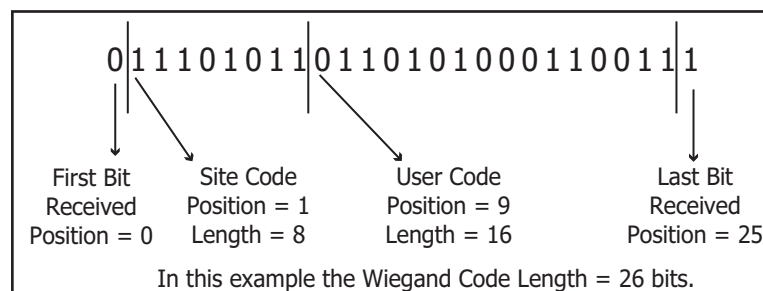 0 1 1 1 0 1 0 1 1 0 1 1 0 1 0 1 0 0 0 1 1 0 0 1 1 1
First Bit Received Position = 0
Site Code Position = 1 Length = 8
User Code Position = 9 Length = 16
Last Bit Received Position = 25
In this example the Wiegand Code Length = 26 bits.